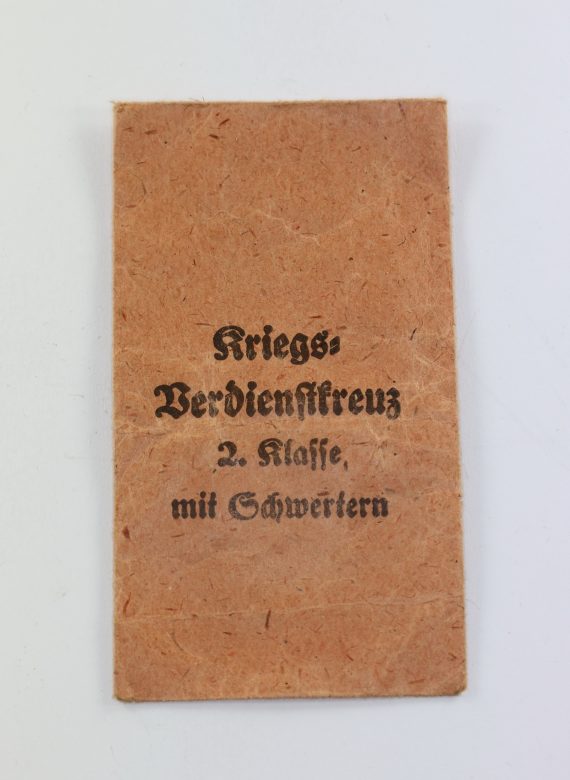 Kriegs-
Verdienstkreuz
2. Klasse,
mit Schwertern